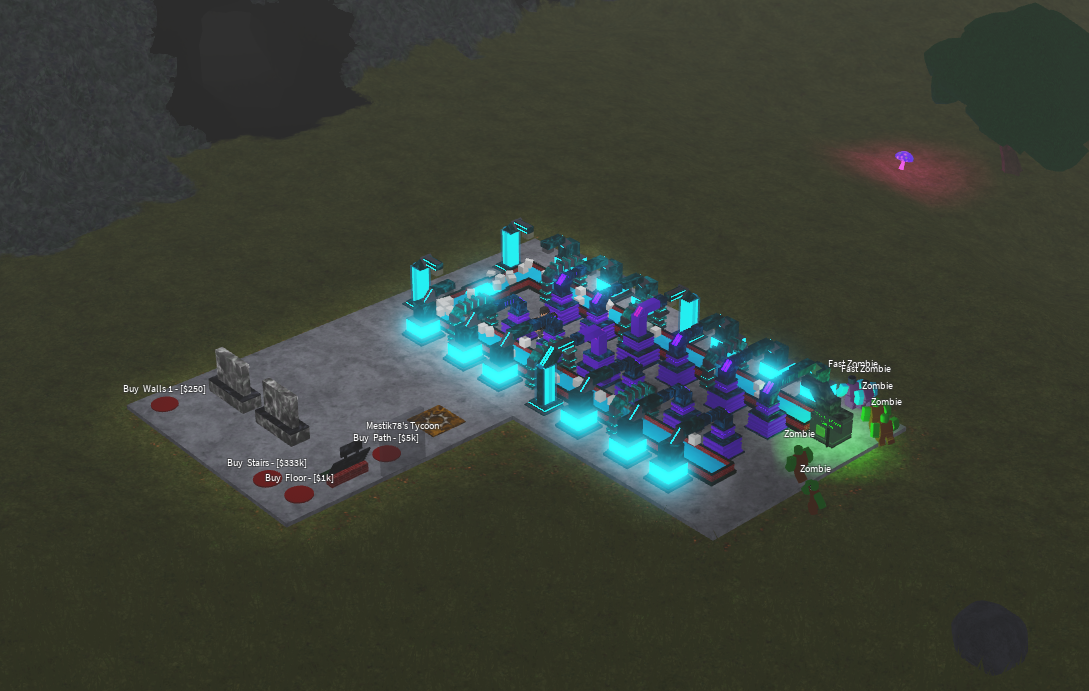 Fast Zombie
Fast Zombie
Zombie
Buy Walls 1 - [$250]
Zombie
Mestik78's Tycoon
Zombie
Buy Path - [$5k]
Buy Stairs - [$333k]
Zombie
Buy Floor - [$1k]